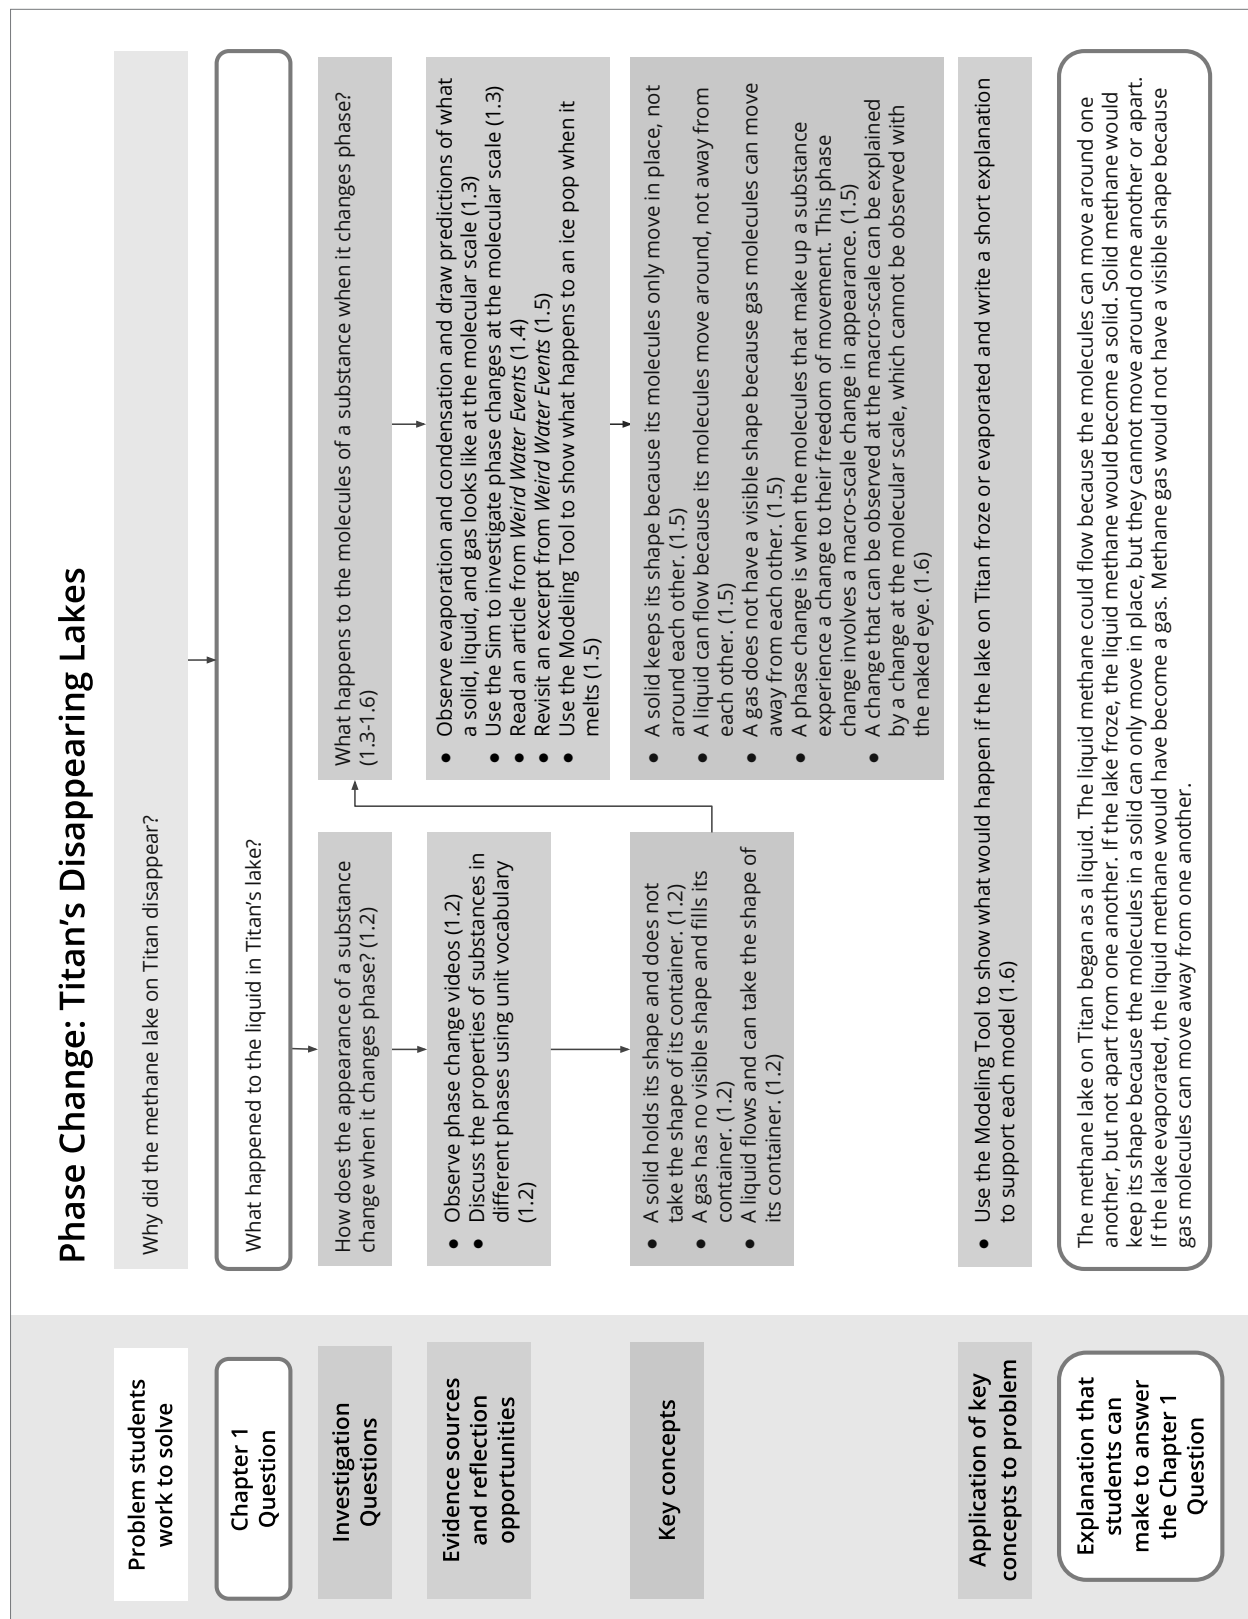 Phase Change: Titan’s Disappearing Lakes
Problem students
work to solve
Why did the methane lake on Titan disappear?
Chapter 1
Question
What happened to the liquid in Titan’s lake?
Investigation
Questions
How does the appearance of a substance
change when it changes phase? (1.2)
What happens to the molecules of a substance when it changes phase?
(1.3-1.6)
Evidence sources
and reflection
opportunities
● Observe phase change videos (1.2)
● Discuss the properties of substances in
different phases using unit vocabulary
(1.2)
● Observe evaporation and condensation and draw predictions of what
a solid, liquid, and gas looks like at the molecular scale (1.3)
● Use the Sim to investigate phase changes at the molecular scale (1.3)
● Read an article from Weird Water Events (1.4)
● Revisit an excerpt from Weird Water Events (1.5)
● Use the Modeling Tool to show what happens to an ice pop when it
melts (1.5)
Key concepts
● A solid holds its shape and does not
take the shape of its container. (1.2)
● A gas has no visible shape and fills its
container. (1.2)
● A liquid flows and can take the shape of
its container. (1.2)
● A solid keeps its shape because its molecules only move in place, not
around each other. (1.5)
● A liquid can flow because its molecules move around, not away from
each other. (1.5)
● A gas does not have a visible shape because gas molecules can move
away from each other. (1.5)
● A phase change is when the molecules that make up a substance
experience a change to their freedom of movement. This phase
change involves a macro-scale change in appearance. (1.5)
● A change that can be observed at the macro-scale can be explained
by a change at the molecular scale, which cannot be observed with
the naked eye. (1.6)
Application of key
concepts to problem
● Use the Modeling Tool to show what would happen if the lake on Titan froze or evaporated and write a short explanation
to support each model (1.6)
Explanation that
students can
make to answer
the Chapter 1
Question
The methane lake on Titan began as a liquid. The liquid methane could flow because the molecules can move around one
another, but not apart from one another. If the lake froze, the liquid methane would become a solid. Solid methane would
keep its shape because the molecules in a solid can only move in place, but they cannot move around one another or apart.
If the lake evaporated, the liquid methane would have become a gas. Methane gas would not have a visible shape because
gas molecules can move away from one another.